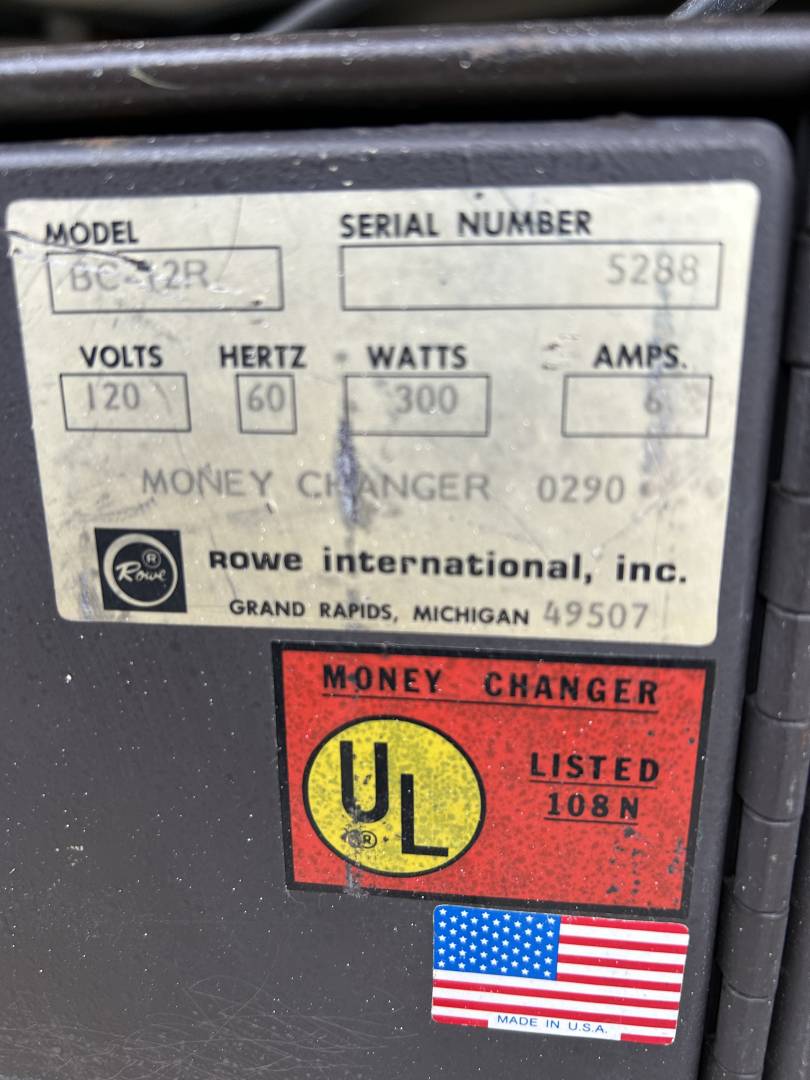 MODEL SERIAL NUMBER
BC-12R 5288
VOLTS HERTZ WATTS AMPS.
120 60 300 6
MONEY CHANGER 0290
Rowe ® ROWE international, inc.
GRAND RAPIDS, MICHIGAN 49507
MONEY CHANGER
UL ®
LISTED
108N
MADE IN U.S.A.